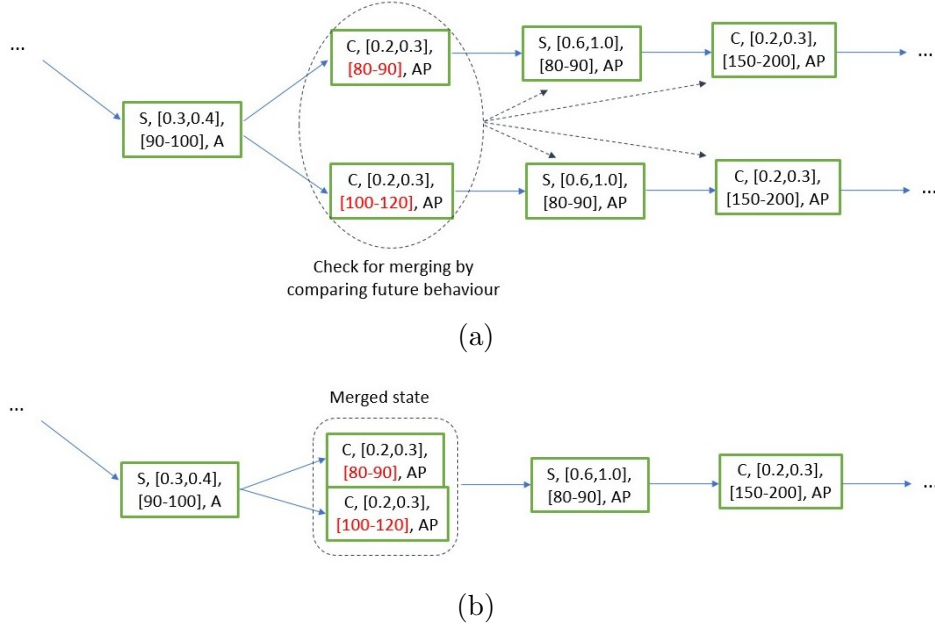 ...
C, [0.2,0.3],
[80-90], AP
S, [0.6,1.0],
[80-90], AP
C, [0.2,0.3],
[150-200], AP
...
S, [0.3,0.4],
[90-100], A
C, [0.2,0.3],
[100-120], AP
S, [0.6,1.0],
[80-90], AP
C, [0.2,0.3],
[150-200], AP
...
Check for merging by
comparing future behaviour
(a)
...
Merged state
C, [0.2,0.3],
[80-90], AP
S, [0.3,0.4],
[90-100], A
C, [0.2,0.3],
[100-120], AP
S, [0.6,1.0],
[80-90], AP
C, [0.2,0.3],
[150-200], AP
...
(b)